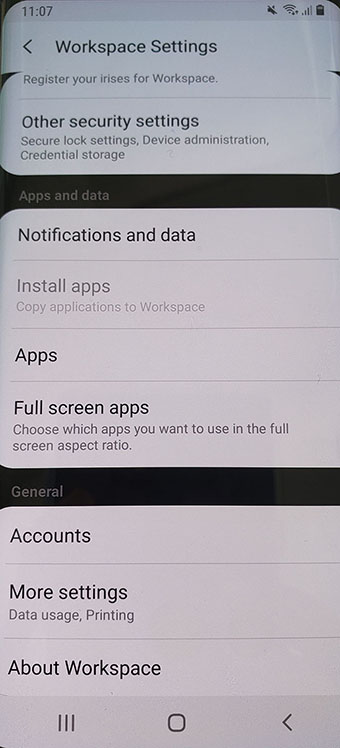 11:07
Workspace Settings
Register your irises for Workspace.
Other security settings
Secure lock settings, Device administration,
Credential storage
Apps and data
Notifications and data
Install apps
Copy applications to Workspace
Apps
Full screen apps
Choose which apps you want to use in the full
screen aspect ratio.
General
Accounts
More settings
Data usage, Printing
About Workspace